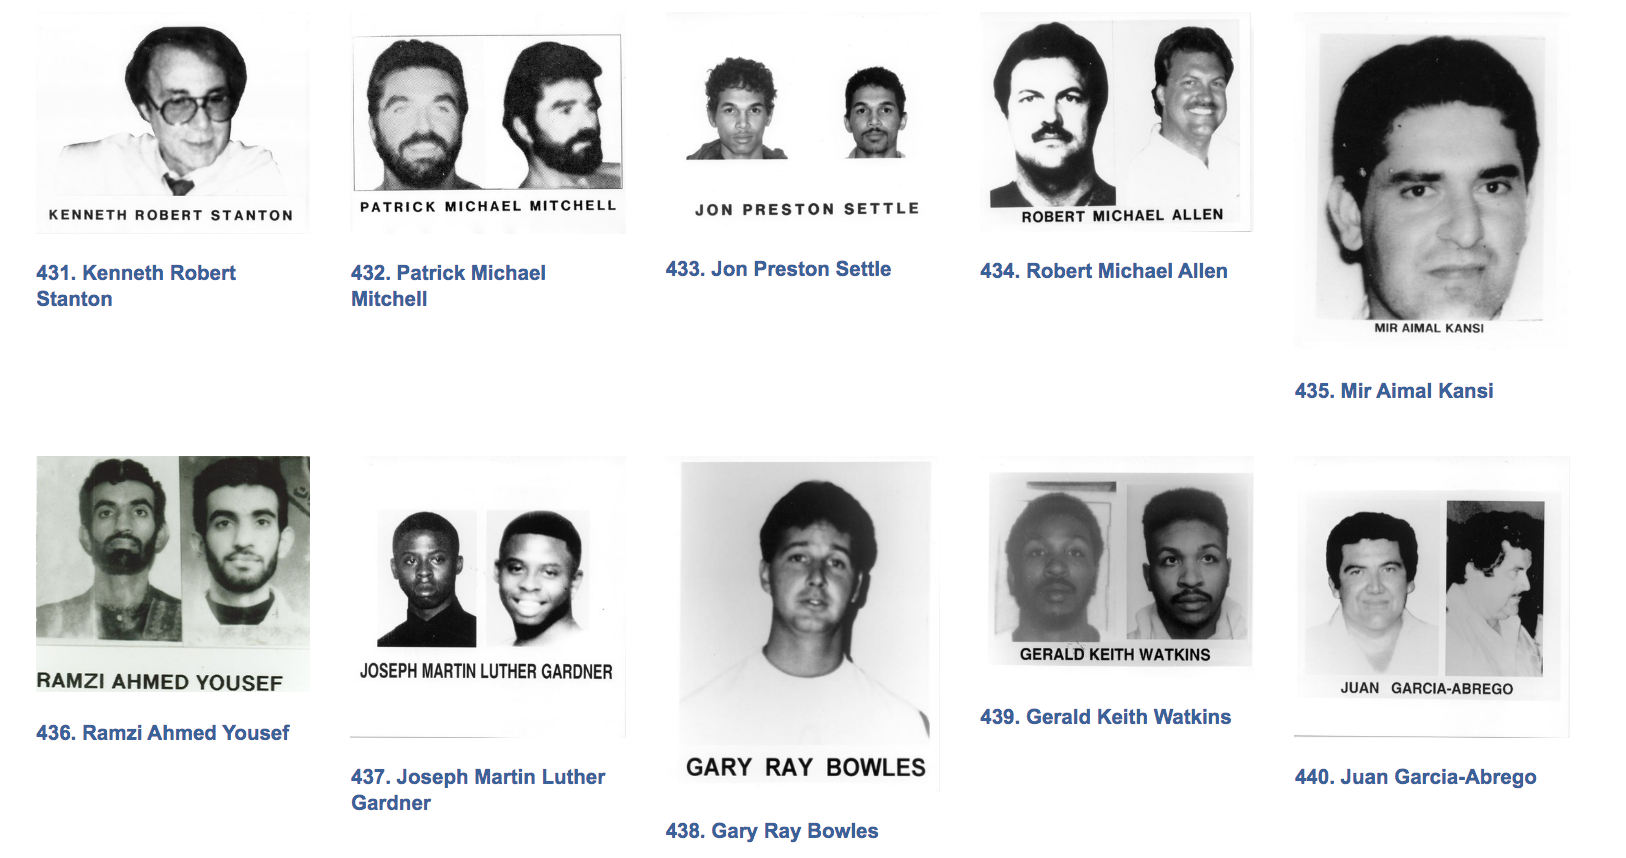 KENNETH ROBERT STANTON
431. Kenneth Robert
Stanton
PATRICK MICHAEL MITCHELL
432. Patrick Michael
Mitchell
JON PRESTON SETTLE
433. Jon Preston Settle
ROBERT MICHAEL ALLEN
434. Robert Michael Allen
MIR AIMAL KANSI
435. Mir Aimal Kansi
RAMZI AHMED YOUSEF
436. Ramzi Ahmed Yousef
JOSEPH MARTIN LUTHER GARDNER
437. Joseph Martin Luther
Gardner
GARY RAY BOWLES
438. Gary Ray Bowles
GERALD KEITH WATKINS
439. Gerald Keith Watkins
JUAN GARCIA-ABREGO
440. Juan Garcia-Abrego